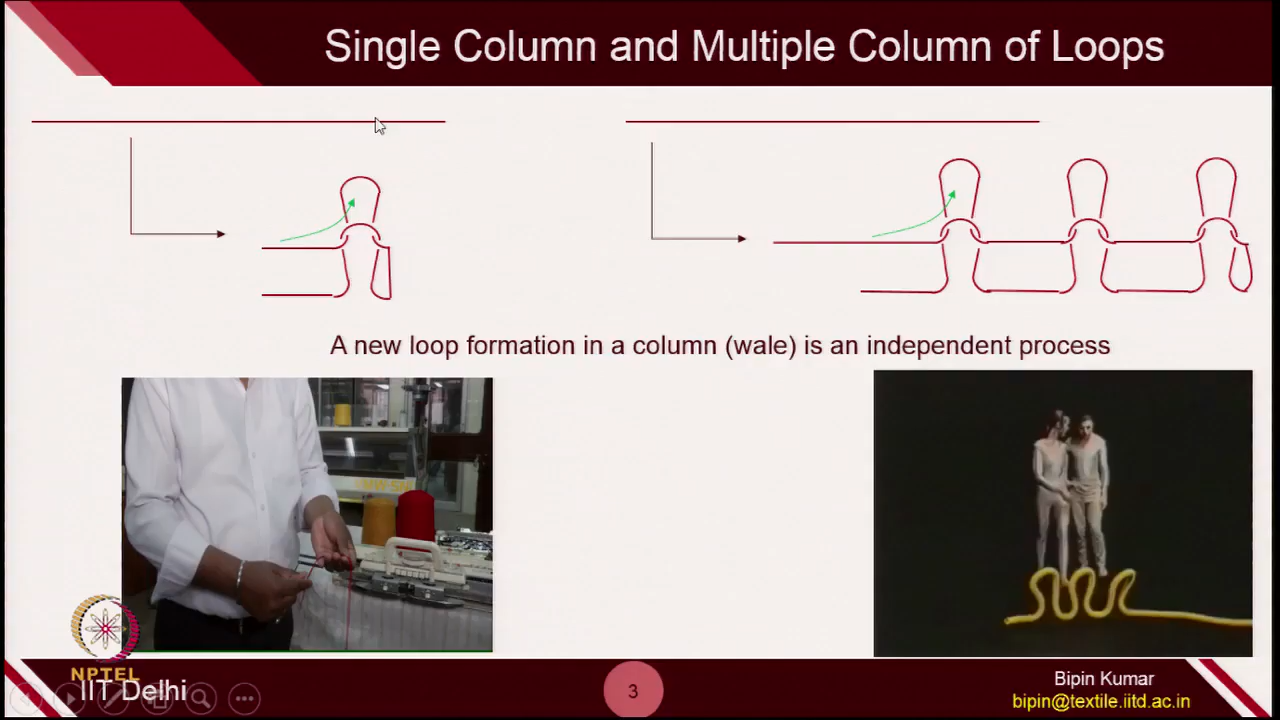 Single Column and Multiple Column of Loops
A new loop formation in a column (wale) is an independent process
NPTEL
IIT Delhi
3
Bipin Kumar
bipin@textile.iitd.ac.in